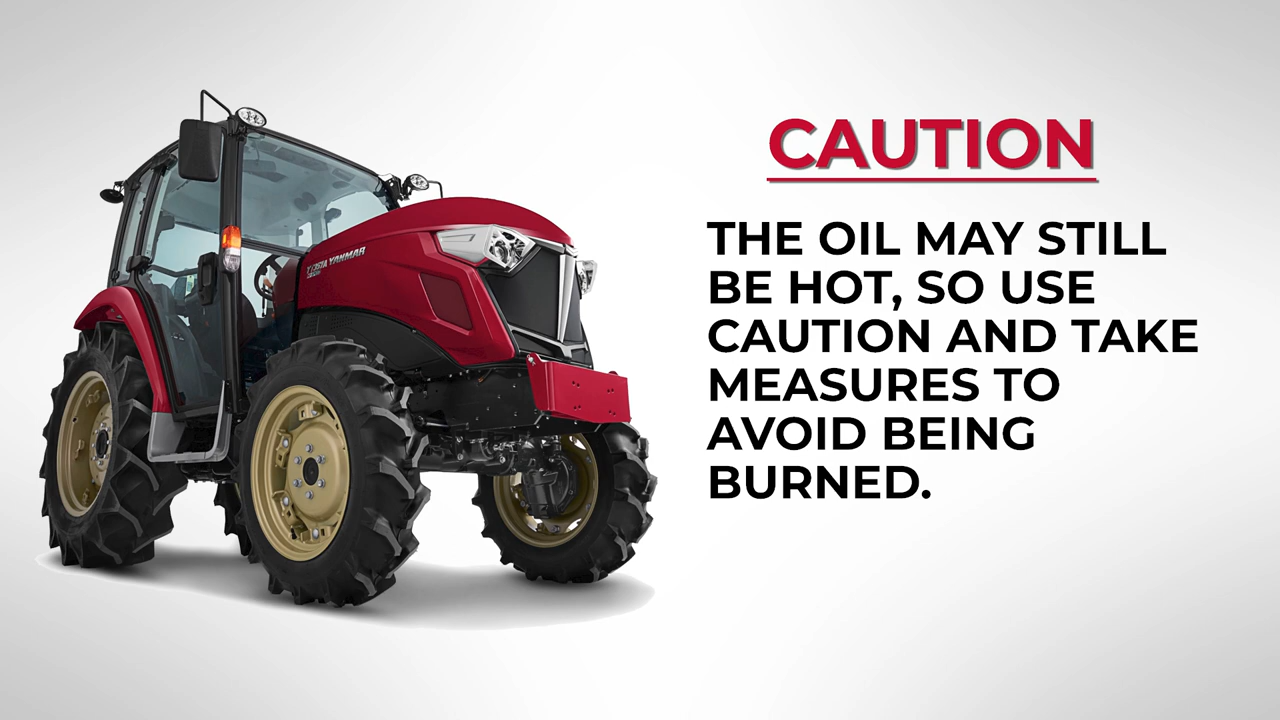 CAUTION
THE OIL MAY STILL
BE HOT, SO USE
CAUTION AND TAKE
MEASURES TO
AVOID BEING
BURNED.
YANMAR